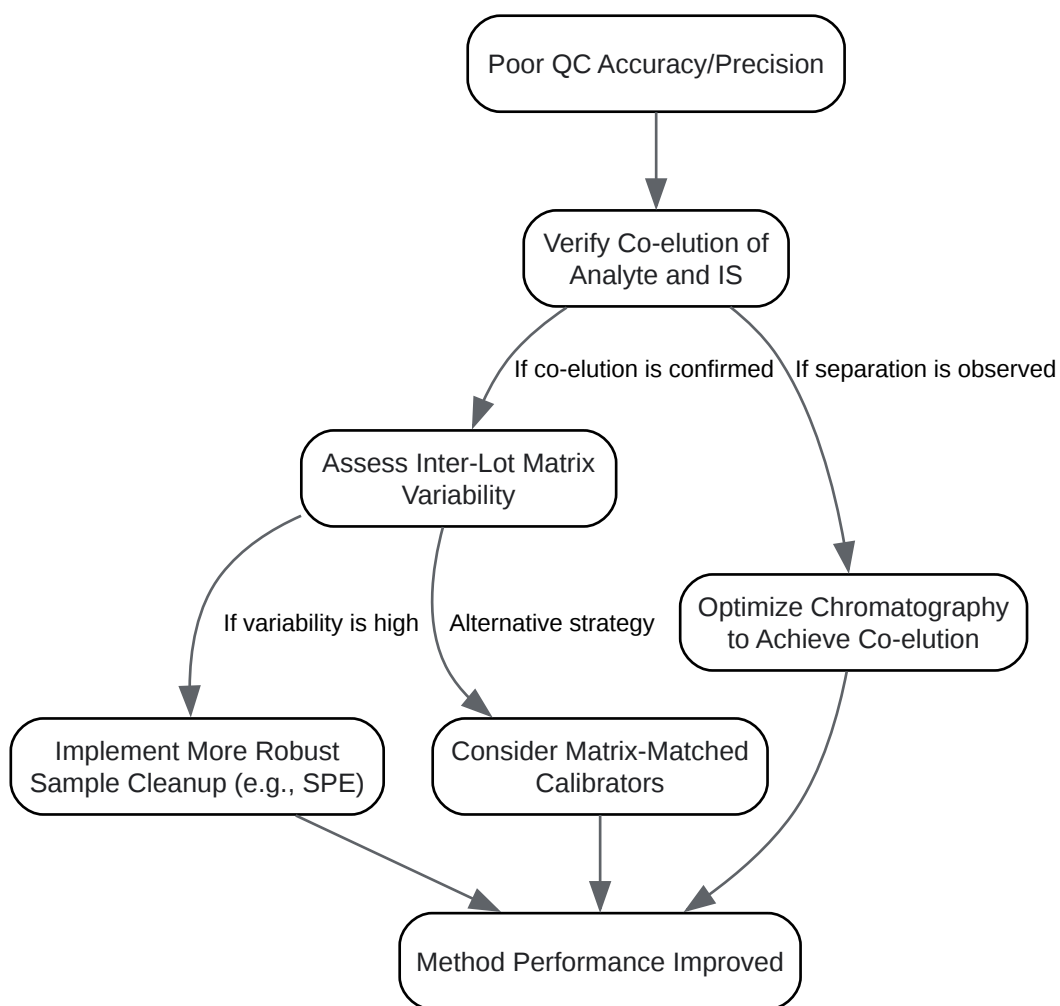 Poor QC Accuracy/Precision
Verify Co-elution of
Analyte and IS
If co-elution is confirmed
If separation is observed
Assess Inter-Lot Matrix
Variability
Optimize Chromatography
to Achieve Co-elution
If variability is high
Alternative strategy
Implement More Robust
Sample Cleanup (e.g., SPE)
Consider Matrix-Matched
Calibrators
Method Performance Improved